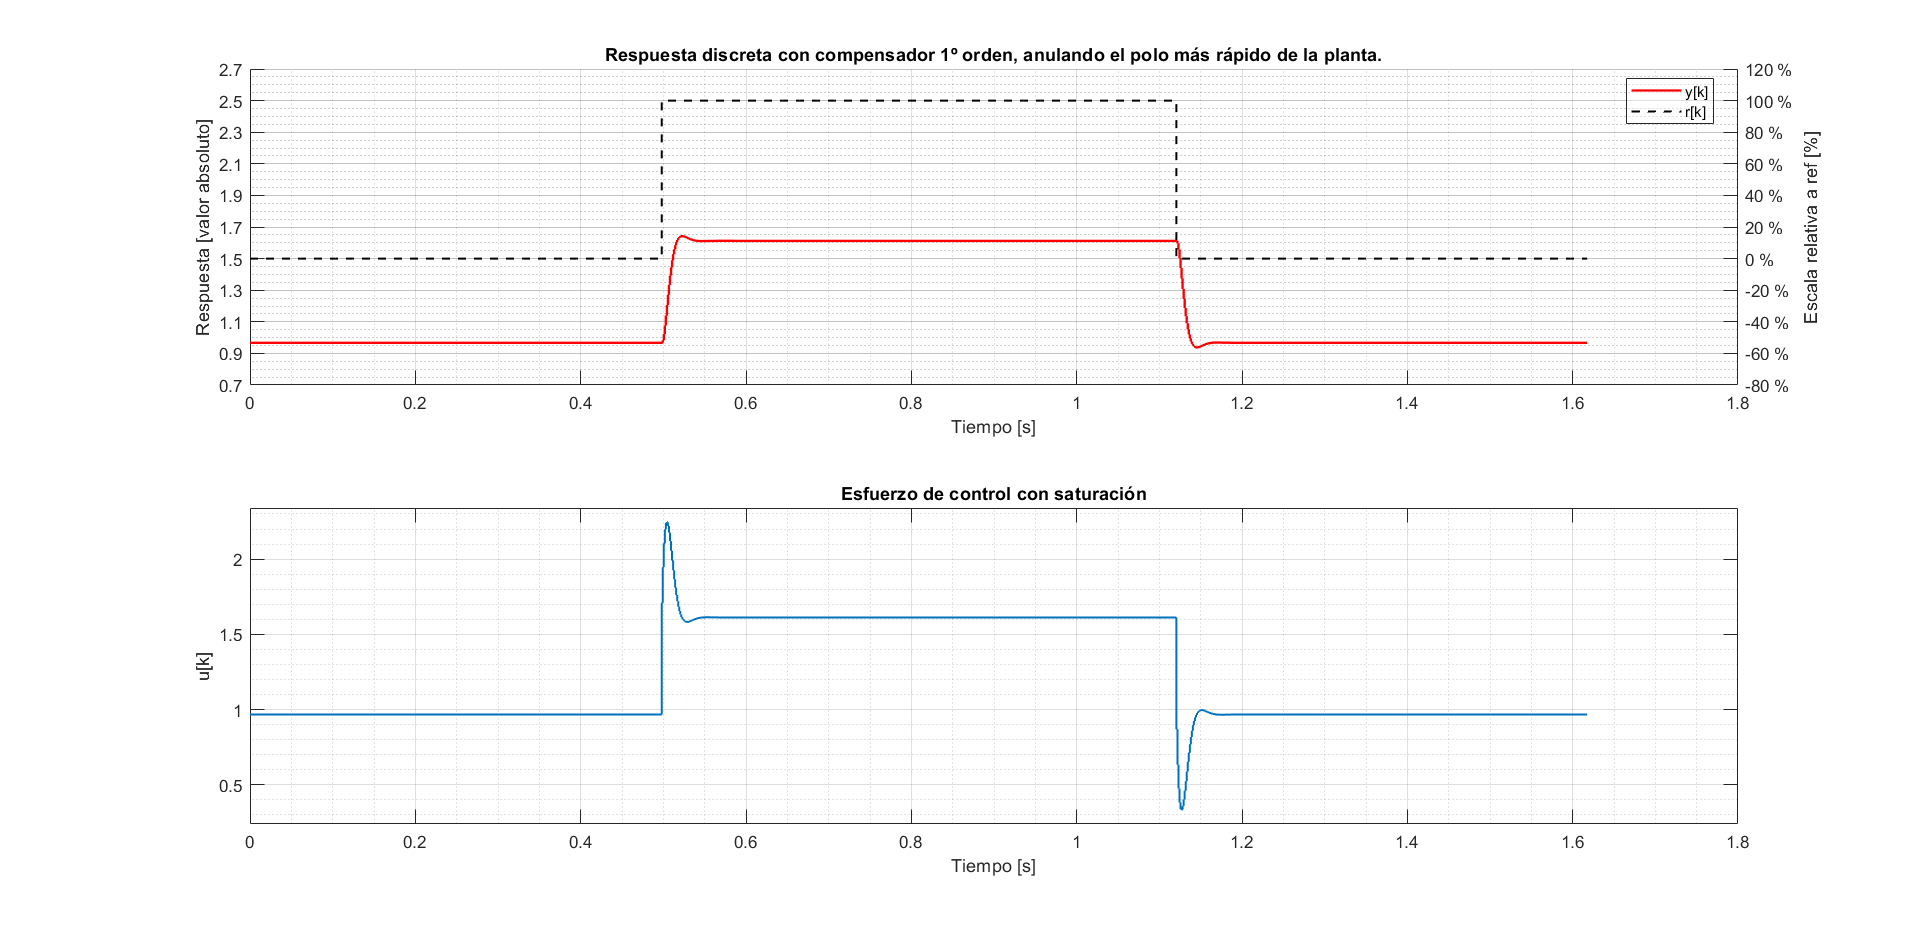 Respuesta discreta con compensador 1º orden, anulando el polo más rápido de la planta.
2.7
2.5
2.3
2.1
1.9
1.7
1.5
1.3
1.1
0.9
0.7
Respuesta [valor absoluto]
120 %
100 %
80 %
60 %
40 %
20 %
0 %
-20 %
-40 %
-60 %
-80 %
Escala relativa a ref [%]
y[k]
r[k]
0 0.2 0.4 0.6 0.8 1 1.2 1.4 1.6 1.8
Tiempo [s]
Esfuerzo de control con saturación
2
1.5
1
0.5
u[k]
0 0.2 0.4 0.6 0.8 1 1.2 1.4 1.6 1.8
Tiempo [s]